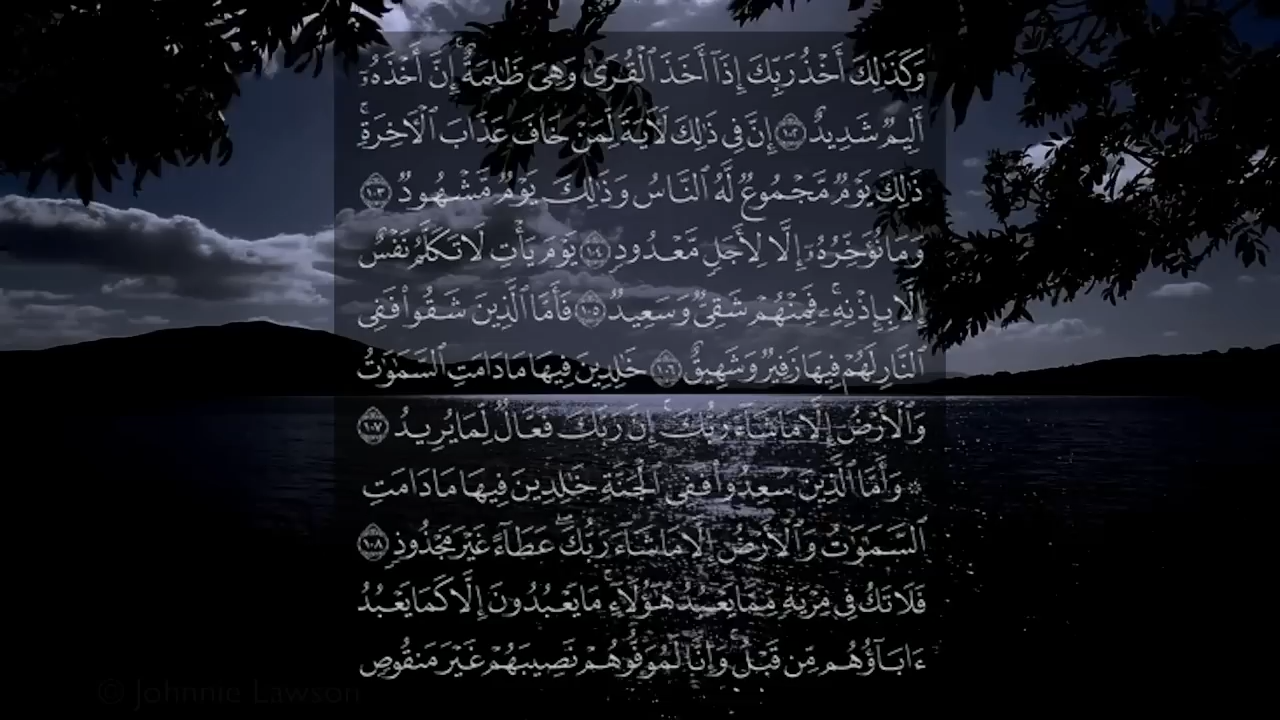 وَكَذَٰلِكَ أَخْذُ رَبِّكَ إِذَآ أَخَذَ ٱلْقُرَىٰ وَهِىَ ظَٰلِمَةٌ ۚ إِنَّ أَخْذَهُۥٓ
أَلِيمٌ شَدِيدٌ ١٠٢ إِنَّ فِى ذَٰلِكَ لَأٓيَةً لِّمَنْ خَافَ عَذَابَ ٱلْأٓخِرَةِ ۚ
ذَٰلِكَ يَوْمٌ مَّجْمُوعٌ لَّهُ ٱلنَّاسُ وَذَٰلِكَ يَوْمٌ مَّشْهُودٌ ١٠٣
وَمَا نُؤَخِّرُهُۥٓ إِلَّا لِأَجَلٍ مَّعْدُودٍ ١٠٤ يَوْمَ يَأْتِ لَا تَكَلَّمُ نَفْسٌ
إِلَّا بِإِذْنِهِۦ ۚ فَمِنْهُمْ شَقِىٌّ وَسَعِيدٌ ١٠٥ فَأَمَّا ٱلَّذِينَ شَقُوا۟ فَفِى
ٱلنَّارِ لَهُمْ فِيهَا زَفِيرٌ وَشَهِيقٌ ١٠٦ خَٰلِدِينَ فِيهَا مَا دَامَتِ ٱلسَّمَٰوَٰتُ
وَٱلْأَرْضُ إِلَّا مَا شَآءَ رَبُّكَ ۚ إِنَّ رَبَّكَ فَعَّالٌ لِّمَا يُرِيدُ ١٠٧
۞ وَأَمَّا ٱلَّذِينَ سُعِدُوا۟ فَفِى ٱلْجَنَّةِ خَٰلِدِينَ فِيهَا مَا دَامَتِ
ٱلسَّمَٰوَٰتُ وَٱلْأَرْضُ إِلَّا مَا شَآءَ رَبُّكَ ۖ عَطَآءً غَيْرَ مَجْذُوذٍ ١٠٨
فَلَا تَكُ فِى مِرْيَةٍ مِّمَّا يَعْبُدُ هَٰٓؤُلَآءِ ۚ مَا يَعْبُدُونَ إِلَّا كَمَا يَعْبُدُ
ءَابَآؤُهُم مِّن قَبْلُ ۚ وَإِنَّا لَمُوَفُّوهُمْ نَصِيبَهُمْ غَيْرَ مَنقُوصٍ
© Johnnie Lawson